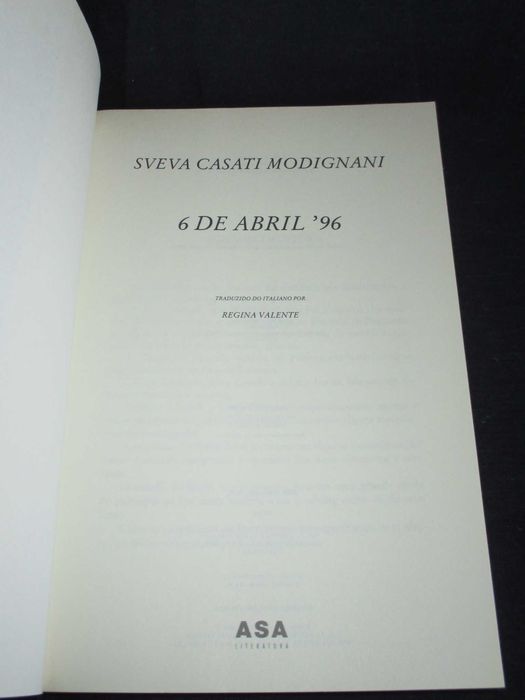 SVEVA CASATI MODIGNANI
6 DE ABRIL ’96
TRADUZIDO DO ITALIANO POR
REGINA VALENTE
ASA
LITERATURA